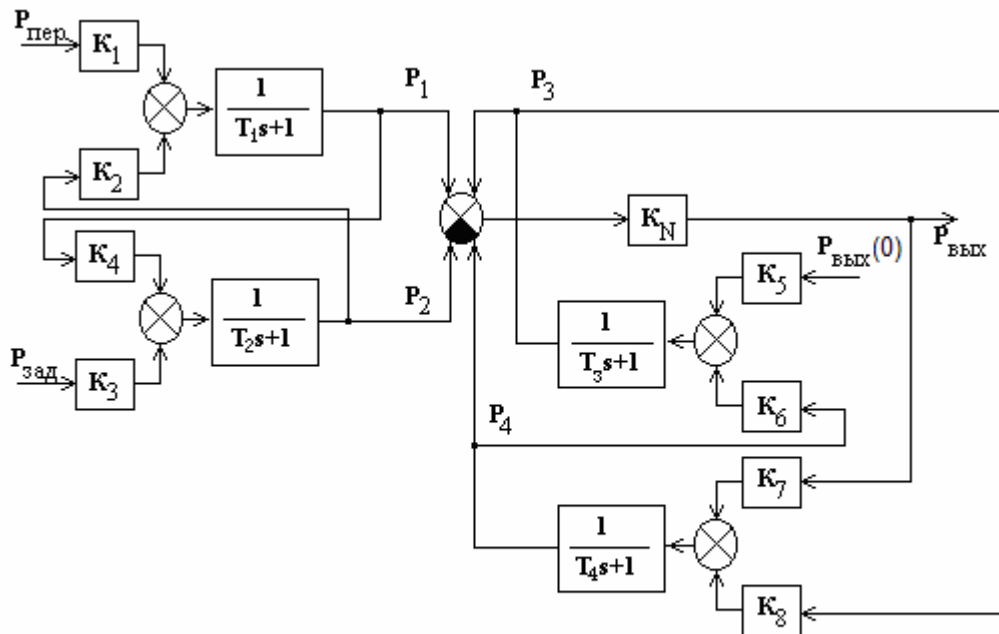 Pпер
K1
1
T1s+1
P1
P3
K2
K4
KN
Pвых
Pвых(0)
K5
1
T2s+1
P2
1
T3s+1
Pзад
K3
K6
P4
K7
1
T4s+1
K8